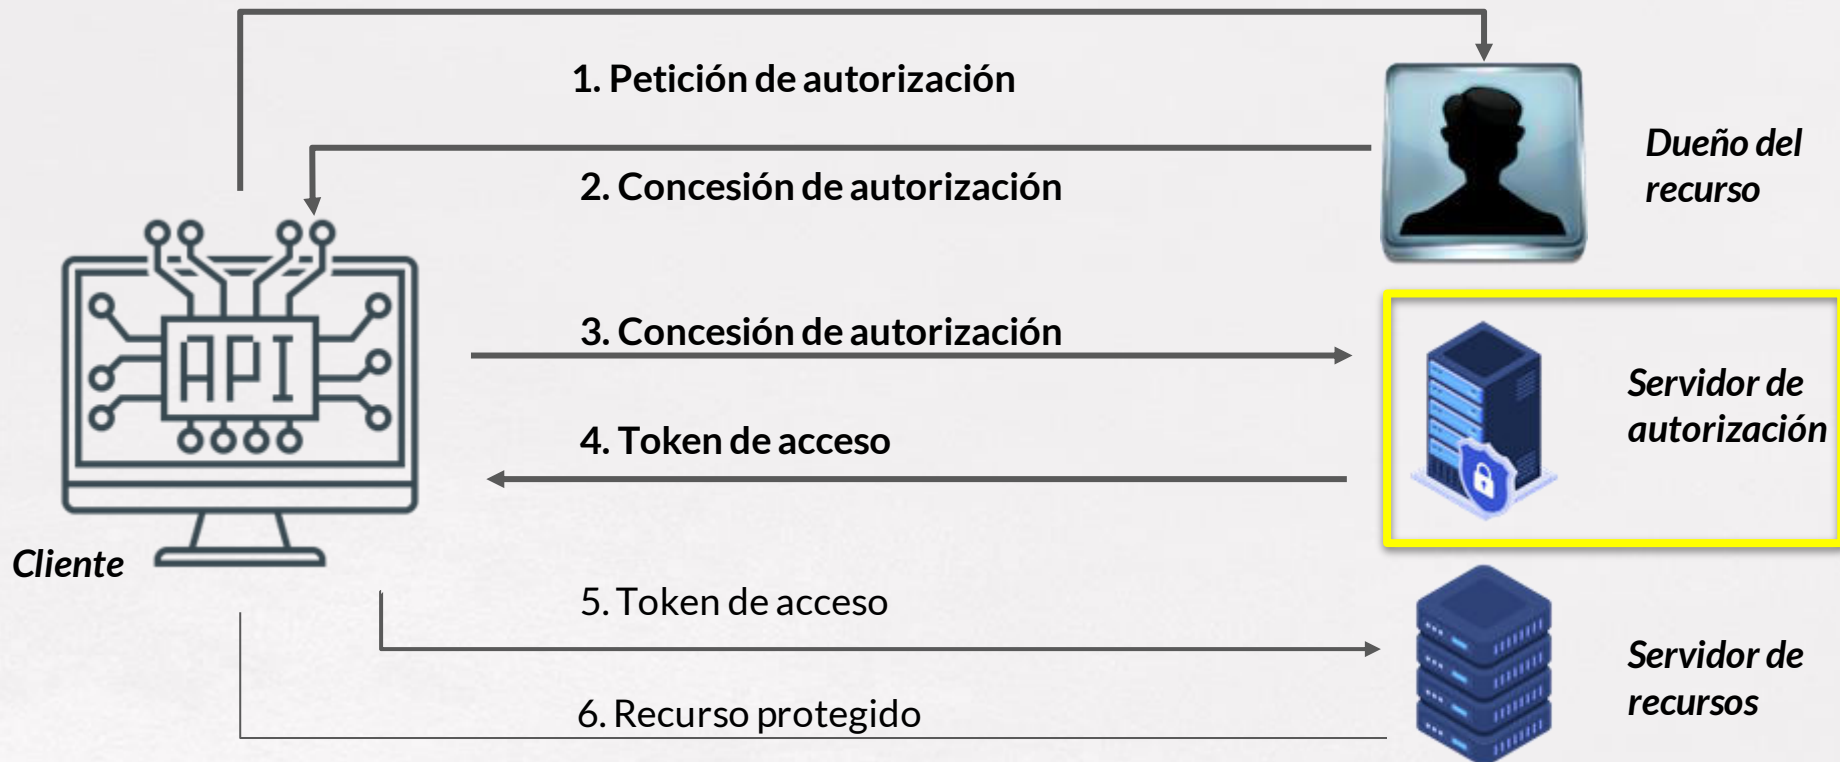 1. Petición de autorización
2. Concesión de autorización
Dueño del
recurso
API
3. Concesión de autorización
Servidor de
autorización
4. Token de acceso
Cliente
5. Token de acceso
Servidor de
recursos
6. Recurso protegido